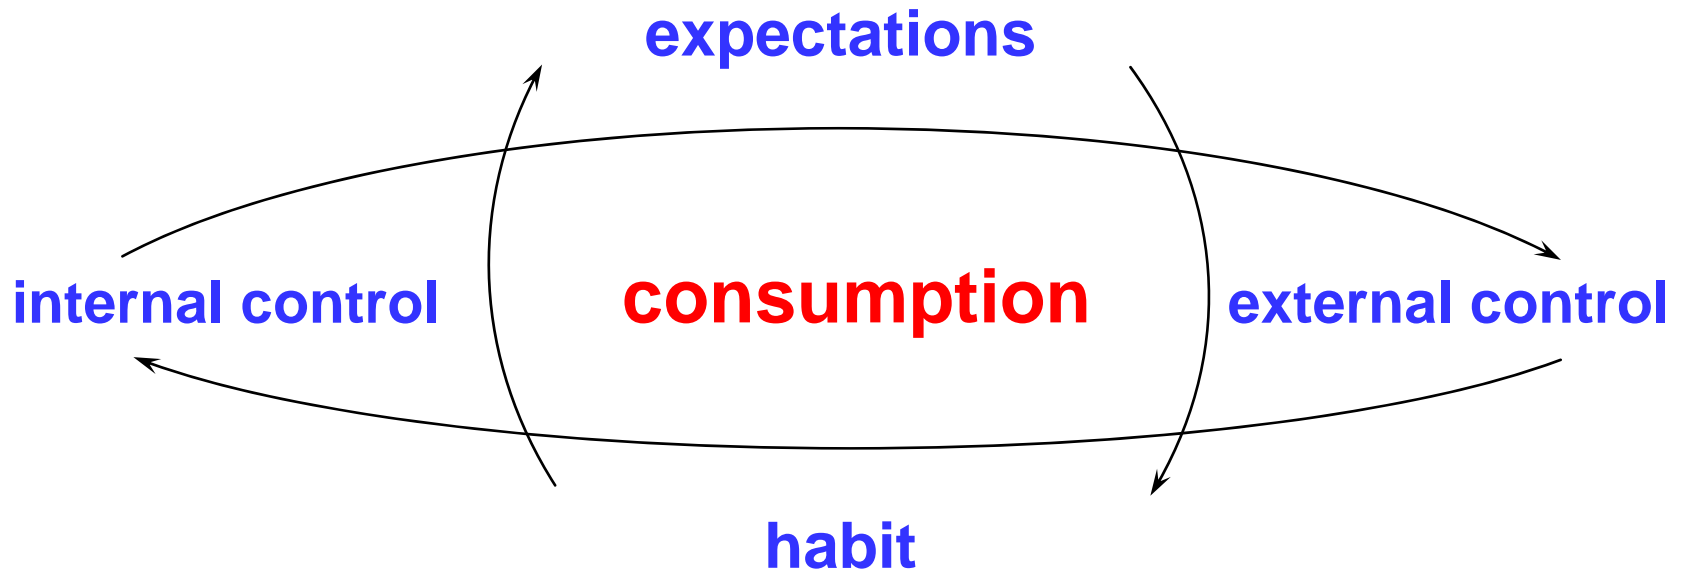 expectations
internal control
consumption
external control
habit